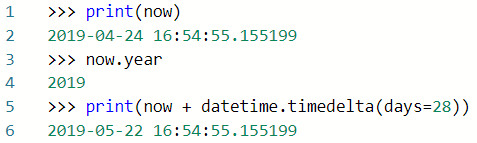 1 >>> print(now)
2 2019-04-24 16:54:55.155199
3 >>> now.year
4 2019
5 >>> print(now + datetime.timedelta(days=28))
6 2019-05-22 16:54:55.155199